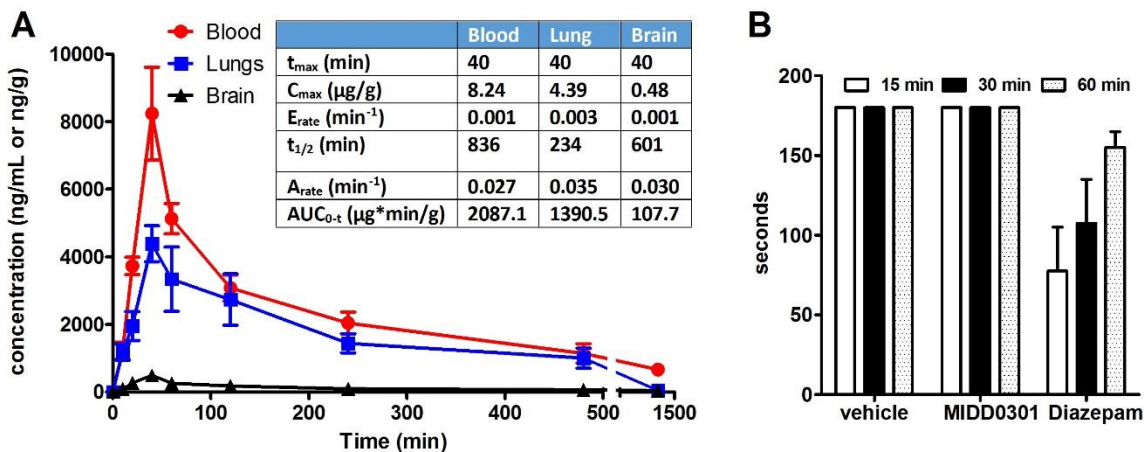 A
Blood
Lungs
Brain
concentration (ng/mL or ng/g)
10000
8000
6000
4000
2000
0
0 100 200 300 400 500 1500
Time (min)
Blood Lung Brain
tmax (min) 40 40 40
Cmax (µg/g) 8.24 4.39 0.48
Erate (min-1) 0.001 0.003 0.001
t1/2 (min) 836 234 601
Arate (min-1) 0.027 0.035 0.030
AUC0-t (µg*min/g) 2087.1 1390.5 107.7
B
15 min 30 min 60 min
seconds
200
150
100
50
0
vehicle MIDD0301 Diazepam